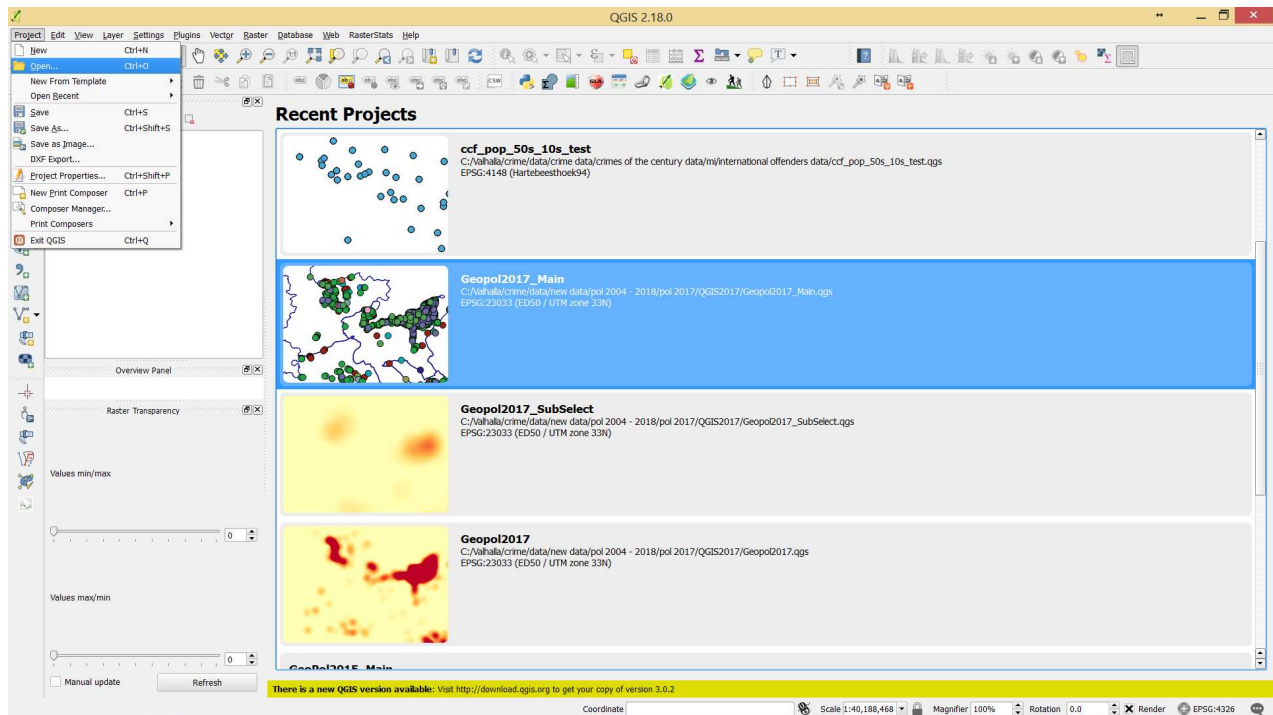 QGIS 2.18.0
Project Edit View Layer Settings Plugins Vector Raster Database Web RasterStats Help
New Ctrl+N
Open... Ctrl+O
New From Template
Open Recent
Save Ctrl+S
Save As... Ctrl+Shift+S
Save as Image...
DXF Export...
Project Properties... Ctrl+Shift+P
New Print Composer Ctrl+P
Composer Manager...
Print Composers
Exit QGIS Ctrl+Q
Overview Panel
Raster Transparency
Values min/max
0
Values max/min
0
Manual update Refresh
Recent Projects
ccf_pop_50s_10s_test
C:/Valhalla/crime/data/crime data/crimes of the century data/mi/international offenders data/ccf_pop_50s_10s_test.qgs
EPSG:4148 (Hartebeesthoek94)
Geopol2017_Main
C:/Valhalla/crime/data/new data/pol 2004 - 2018/pol 2017/QGIS2017/Geopol2017_Main.qgs
EPSG:23033 (ED50 / UTM zone 33N)
Geopol2017_SubSelect
C:/Valhalla/crime/data/new data/pol 2004 - 2018/pol 2017/QGIS2017/Geopol2017_SubSelect.qgs
EPSG:23033 (ED50 / UTM zone 33N)
Geopol2017
C:/Valhalla/crime/data/new data/pol 2004 - 2018/pol 2017/QGIS2017/Geopol2017.qgs
EPSG:23033 (ED50 / UTM zone 33N)
GeoPol2015_Main
There is a new QGIS version available: Visit http://download.qgis.org to get your copy of version 3.0.2
Coordinate Scale 1:40,188,468 Magnifier 100% Rotation 0.0 Render EPSG:4326